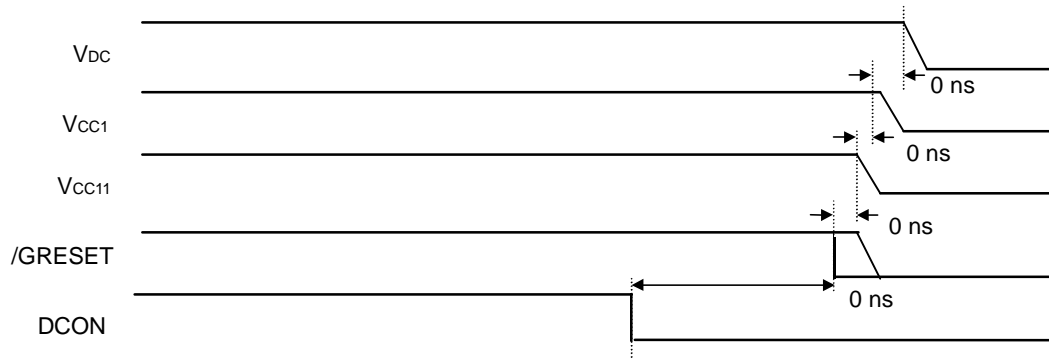 VDC
0 ns
VCC1
0 ns
VCC11
0 ns
/GRESET
0 ns
DCON